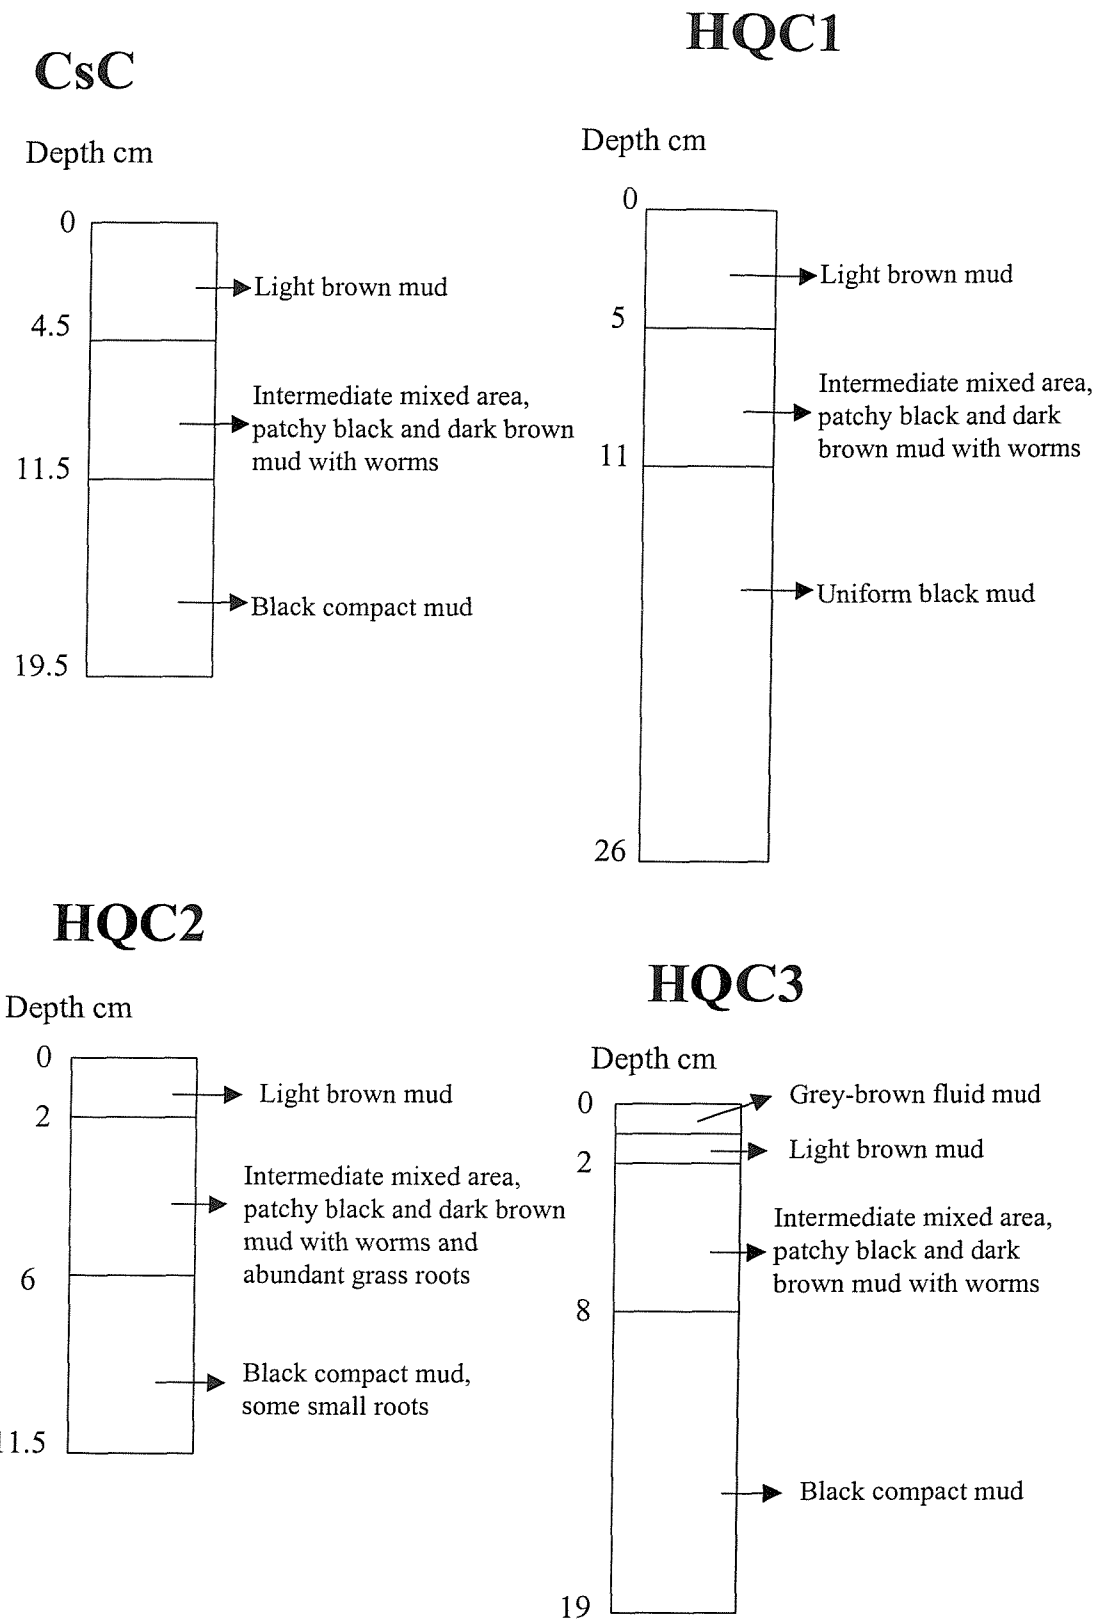 CsC
Depth cm
0
Light brown mud
4.5
Intermediate mixed area,
patchy black and dark brown
mud with worms
11.5
Black compact mud
19.5
HQC1
Depth cm
0
Light brown mud
5
Intermediate mixed area,
patchy black and dark
brown mud with worms
11
Uniform black mud
26
HQC2
Depth cm
0
Light brown mud
2
Intermediate mixed area,
patchy black and dark brown
mud with worms and
abundant grass roots
6
Black compact mud,
some small roots
11.5
HQC3
Depth cm
0
Grey-brown fluid mud
Light brown mud
2
Intermediate mixed area,
patchy black and dark
brown mud with worms
8
Black compact mud
19